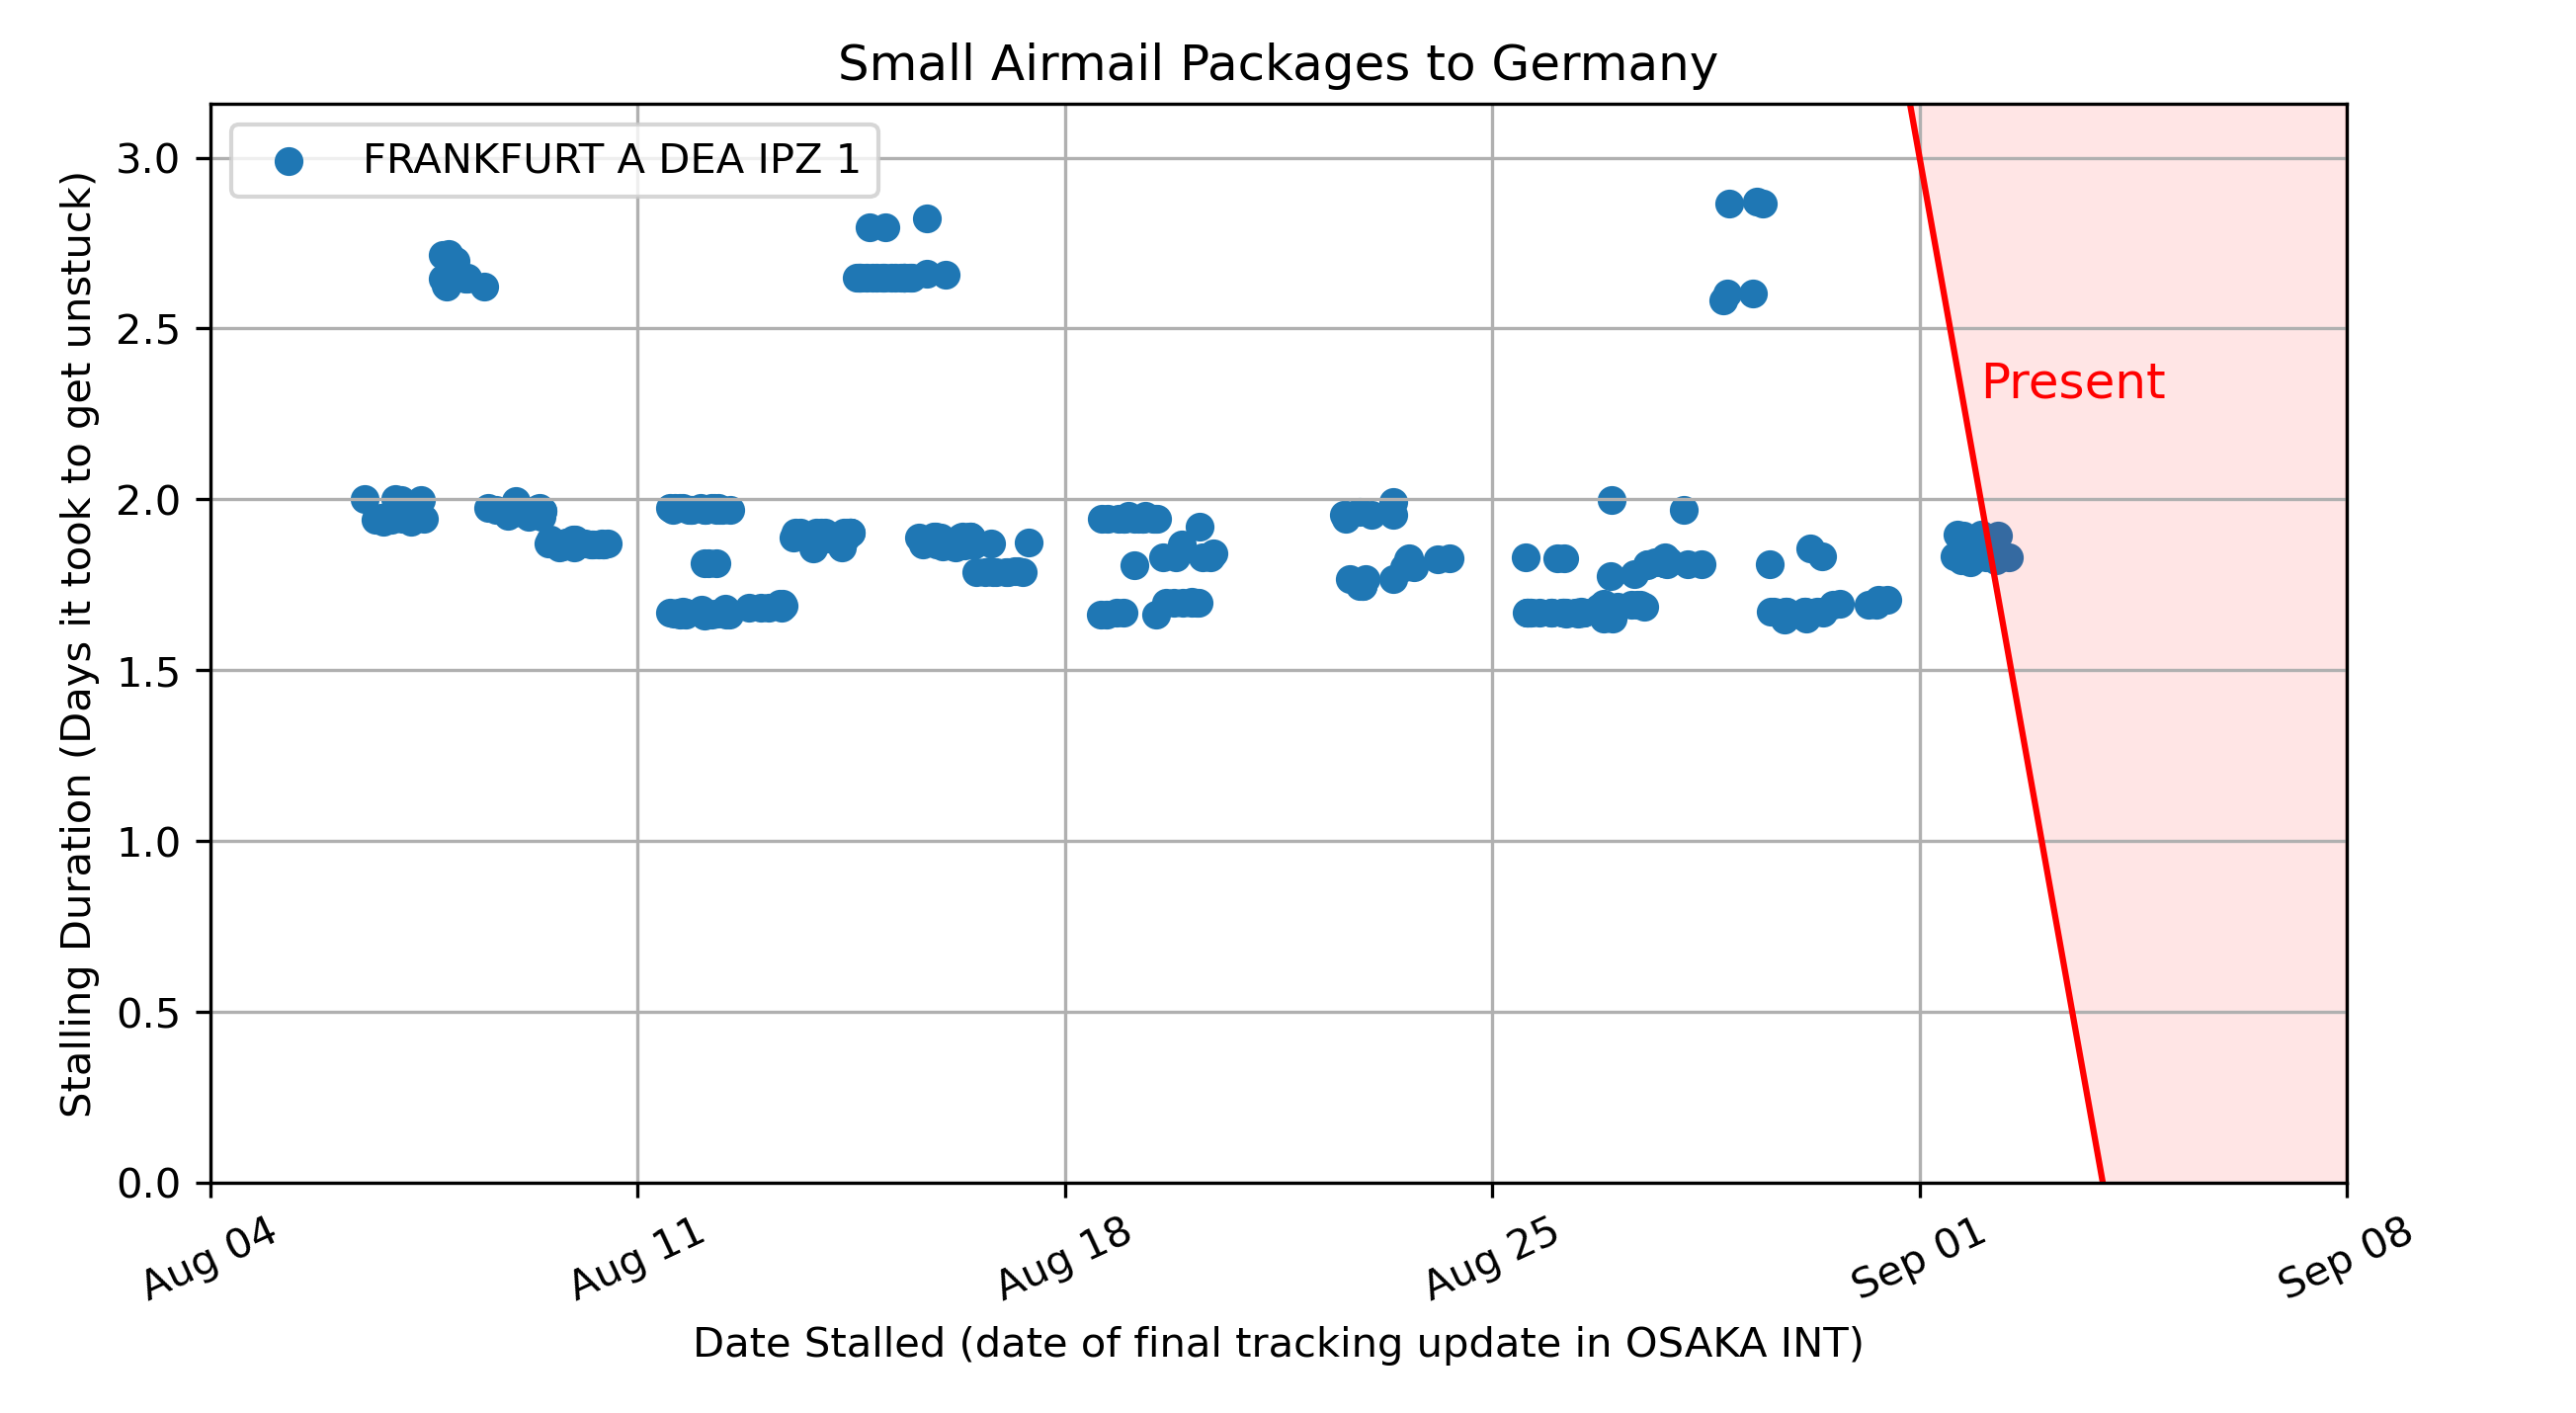 Small Airmail Packages to Germany
FRANKFURT A DEA IPZ 1
Stalling Duration (Days it took to get unstuck)
3.0
2.5
2.0
1.5
1.0
0.5
0.0
Present
Aug 04
Aug 11
Aug 18
Aug 25
Sep 01
Sep 08
Date Stalled (date of final tracking update in OSAKA INT)